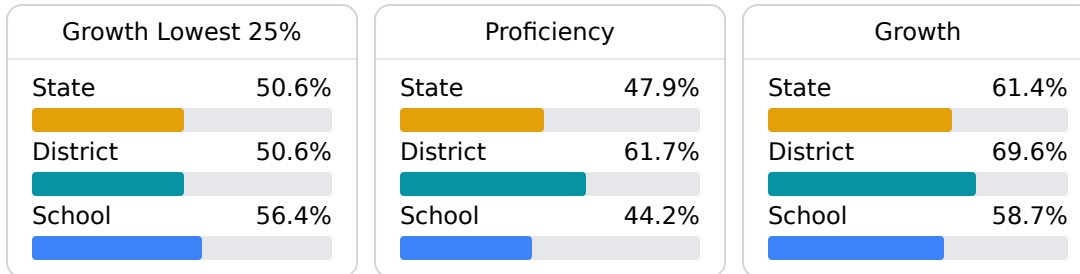 Growth Lowest 25%
State 50.6%
District 50.6%
School 56.4%
Proficiency
State 47.9%
District 61.7%
School 44.2%
Growth
State 61.4%
District 69.6%
School 58.7%